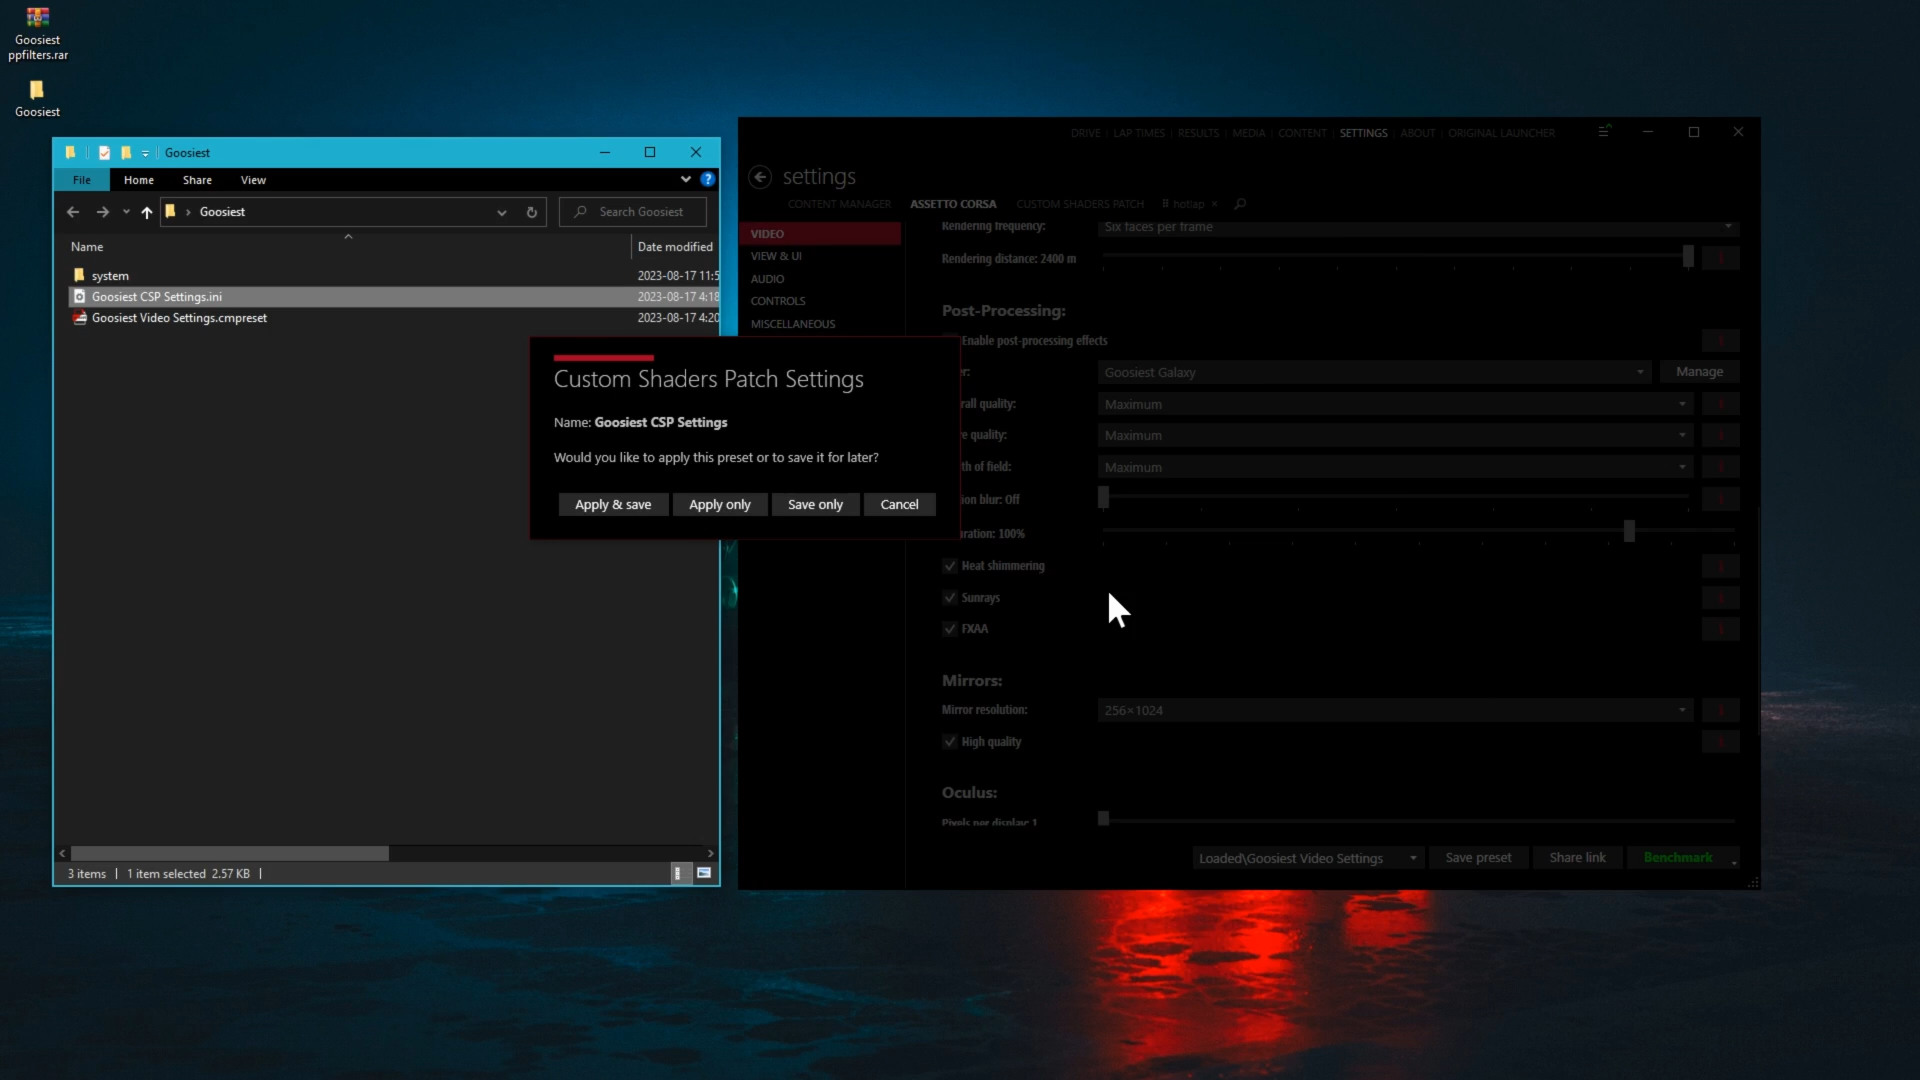 Goosiest
ppfilters.rar
Goosiest
Goosiest
File Home Share View
Goosiest
Search Goosiest
Name Date modified
system 2023-08-17 11:5
Goosiest CSP Settings.ini 2023-08-17 4:18
Goosiest Video Settings.cmpreset 2023-08-17 4:20
3 items 1 item selected 2.57 KB
Custom Shaders Patch Settings
Name: Goosiest CSP Settings
Would you like to apply this preset or to save it for later?
Apply & save Apply only Save only Cancel
DRIVE LAP TIMES RESULTS MEDIA CONTENT SETTINGS ABOUT ORIGINAL LAUNCHER
settings
CONTENT MANAGER ASSETTO CORSA CUSTOM SHADERS PATCH hotlap
VIDEO
VIEW & UI
AUDIO
CONTROLS
MISCELLANEOUS
Rendering frequency: Six faces per frame
Rendering distance: 2400 m
Post-Processing:
Enable post-processing effects
Goosiest Galaxy Manage
rall quality: Maximum
quality: Maximum
th of field: Maximum
ion blur: Off
uration: 100%
Heat shimmering
Sunrays
FXAA
Mirrors:
Mirror resolution: 256×1024
High quality
Oculus:
Pixels per display: 1
Loaded\Goosiest Video Settings Save preset Share link Benchmark